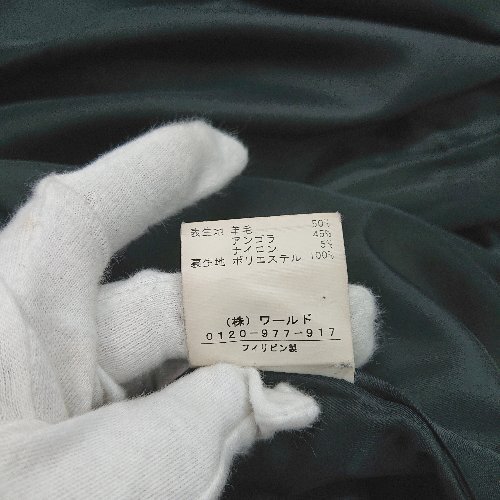 表生地 羊毛 50%
アンゴラ 45%
ナイロン 5%
裏生地 ポリエステル 100%
(株) ワールド
0120-977-917
フィリピン製